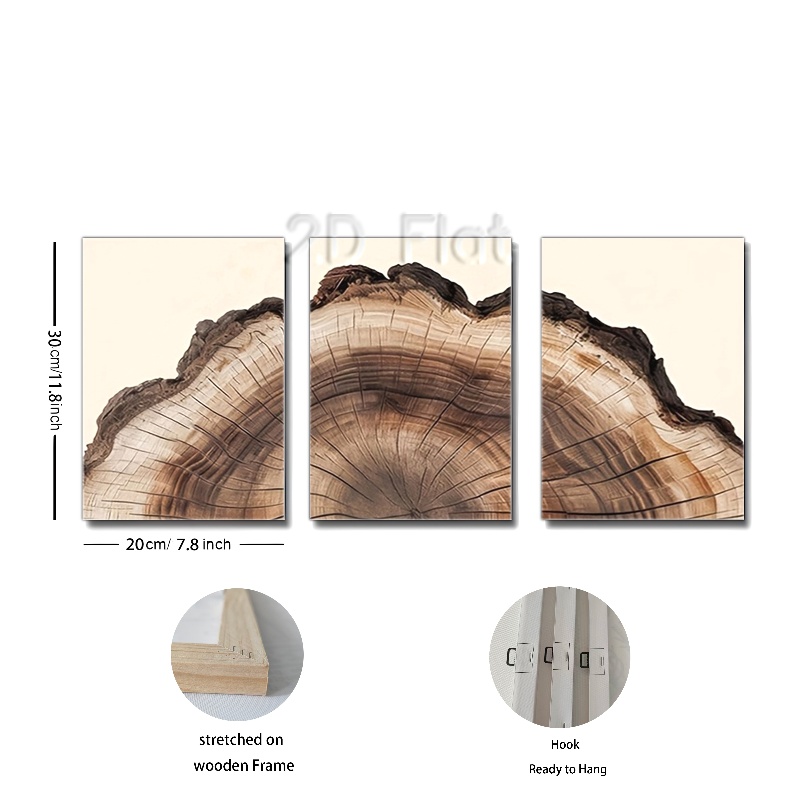 2D Flat
30cm/11.8inch
20cm/ 7.8 inch
stretched on
wooden Frame
Hook
Ready to Hang